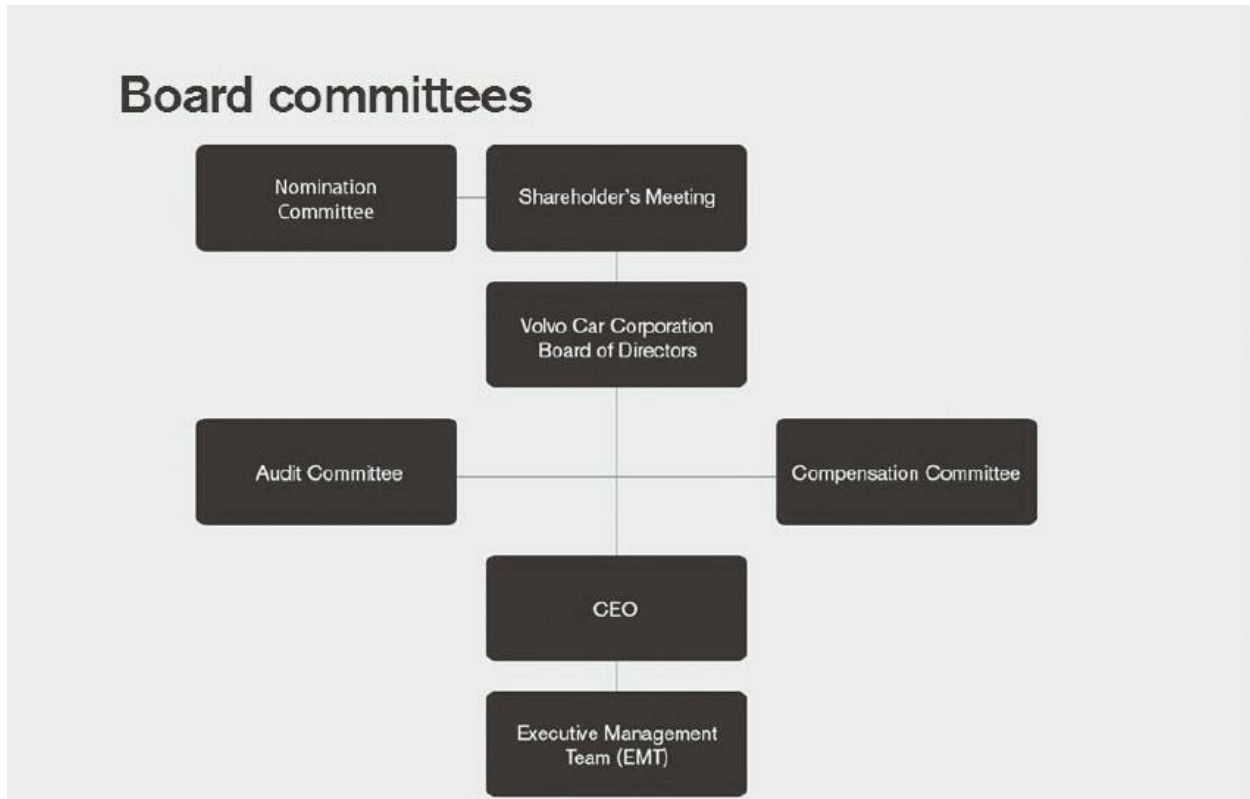 Board committees
Nomination
Committee
Shareholder's Meeting
Volvo Car Corporation
Board of Directors
Audit Committee
Compensation Committee
CEO
Executive Management
Team (EMT)